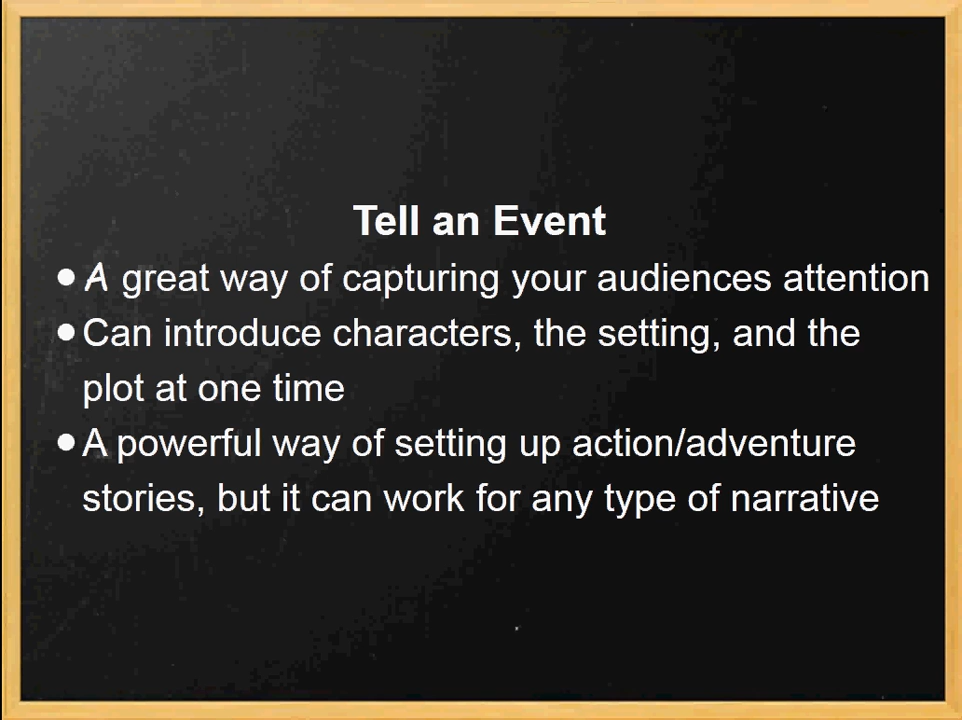 Tell an Event
● A great way of capturing your audiences attention
● Can introduce characters, the setting, and the
plot at one time
● A powerful way of setting up action/adventure
stories, but it can work for any type of narrative